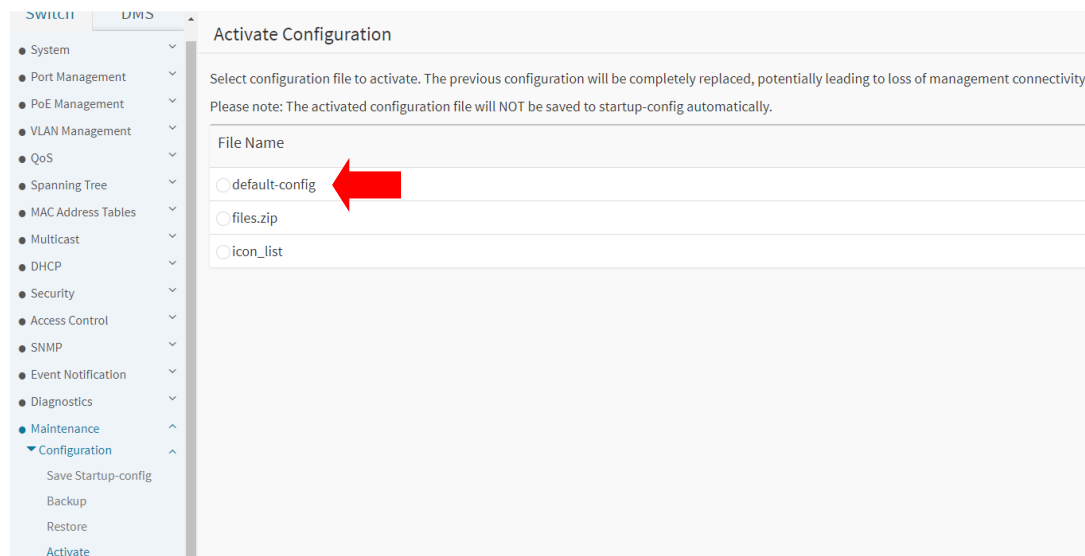 Switch
DMS
System
Port Management
PoE Management
VLAN Management
QoS
Spanning Tree
MAC Address Tables
Multicast
DHCP
Security
Access Control
SNMP
Event Notification
Diagnostics
Maintenance
Configuration
Save Startup-config
Backup
Restore
Activate
Activate Configuration
Select configuration file to activate. The previous configuration will be completely replaced, potentially leading to loss of management connectivity
Please note: The activated configuration file will NOT be saved to startup-config automatically.
File Name
default-config
files.zip
icon_list